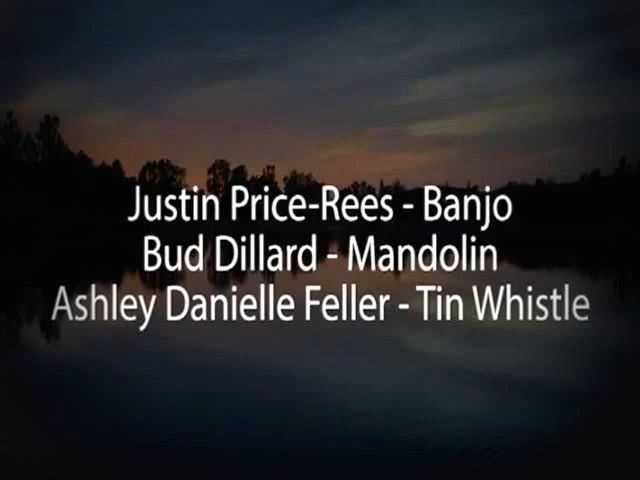 Justin Price-Rees - Banjo
Bud Dillard - Mandolin
Ashley Danielle Feller - Tin Whistle